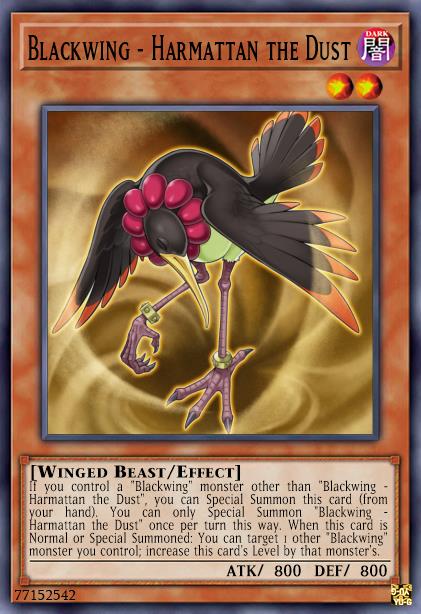 Blackwing - Harmattan the Dust
DARK
闇
[Winged Beast/Effect]
If you control a "Blackwing" monster other than "Blackwing -
Harmattan the Dust", you can Special Summon this card (from
your hand). You can only Special Summon "Blackwing -
Harmattan the Dust" once per turn this way. When this card is
Normal or Special Summoned: You can target 1 other "Blackwing"
monster you control; increase this card's Level by that monster's.
ATK/ 800 DEF/ 800
77152542